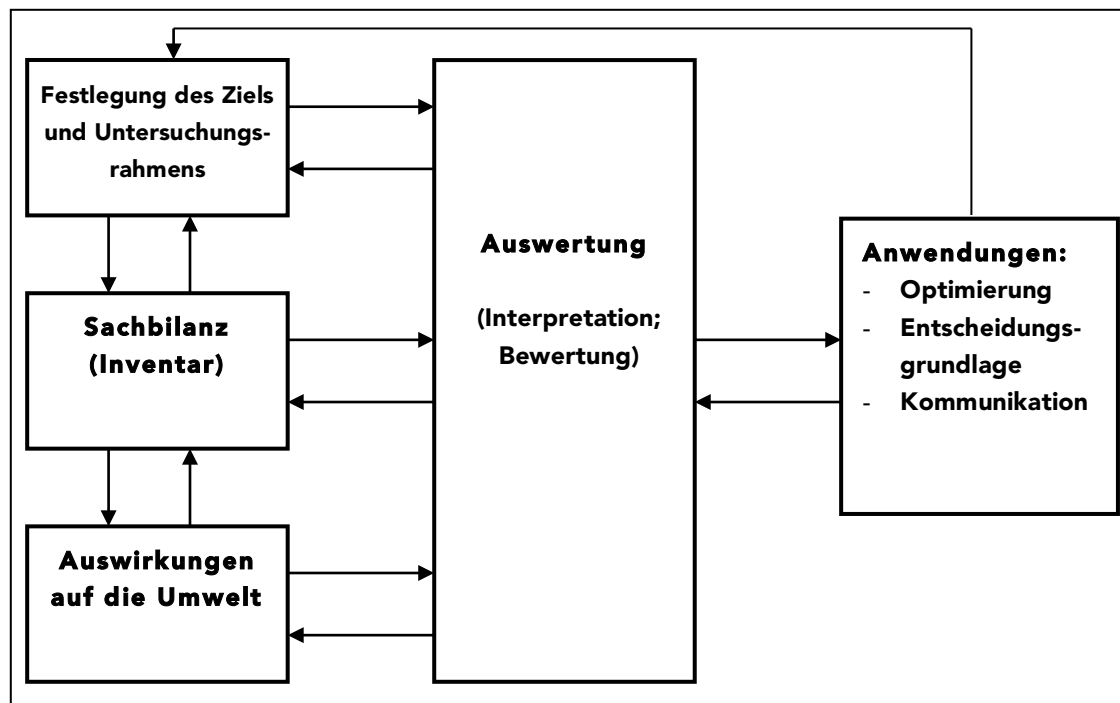 Festlegung des Ziels
und Untersuchungs-
rahmens
Sachbilanz
(Inventar)
Auswirkungen
auf die Umwelt
Auswertung
(Interpretation;
Bewertung)
Anwendungen:
- Optimierung
- Entscheidungs-
grundlage
- Kommunikation